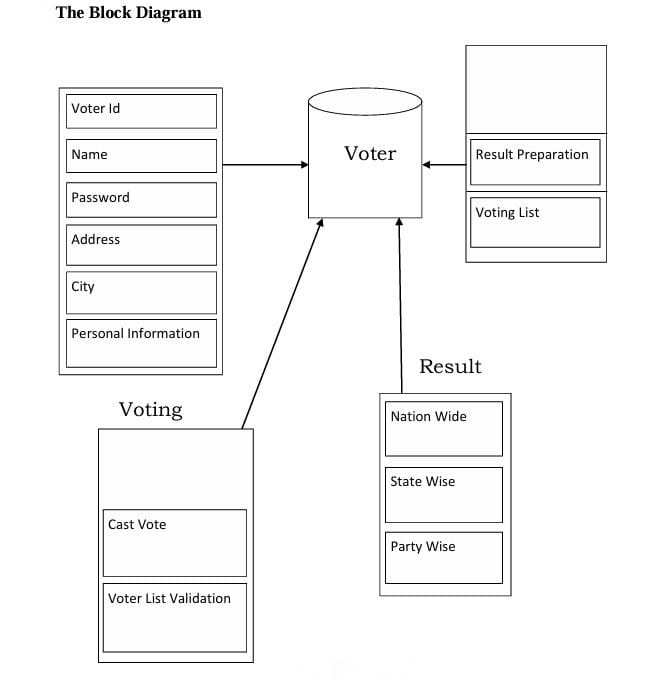 The Block Diagram
Voter Id
Name
Password
Address
City
Personal Information
Voter
Result Preparation
Voting List
Voting
Cast Vote
Voter List Validation
Result
Nation Wide
State Wise
Party Wise